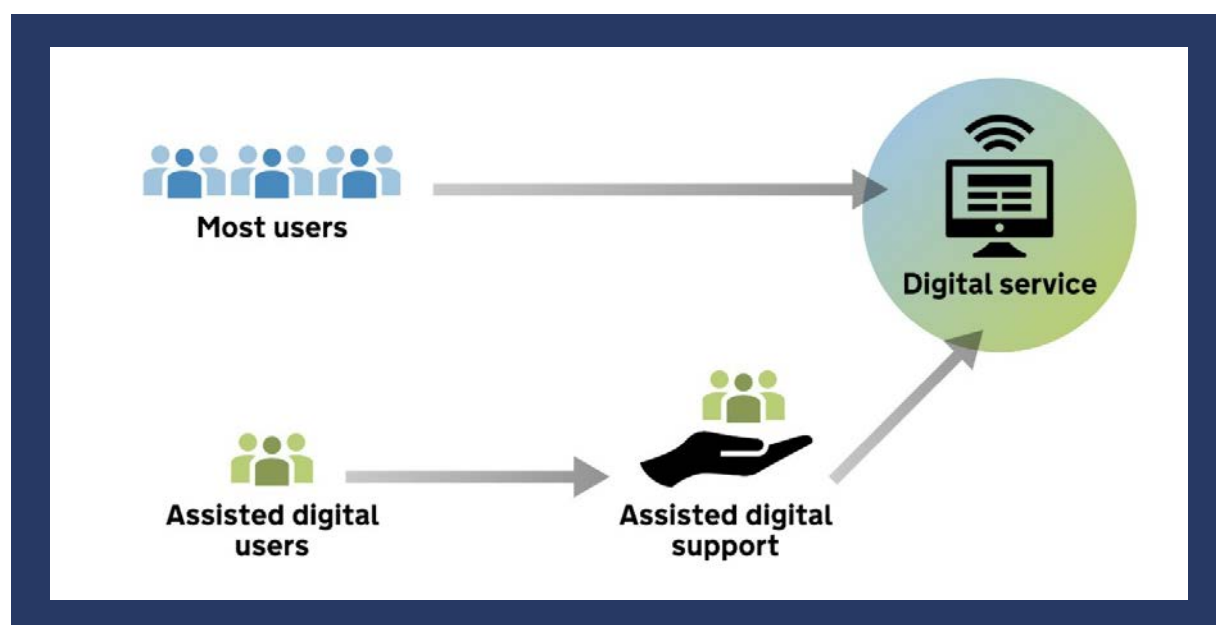 Most users
Digital service
Assisted digital
users
Assisted digital
support